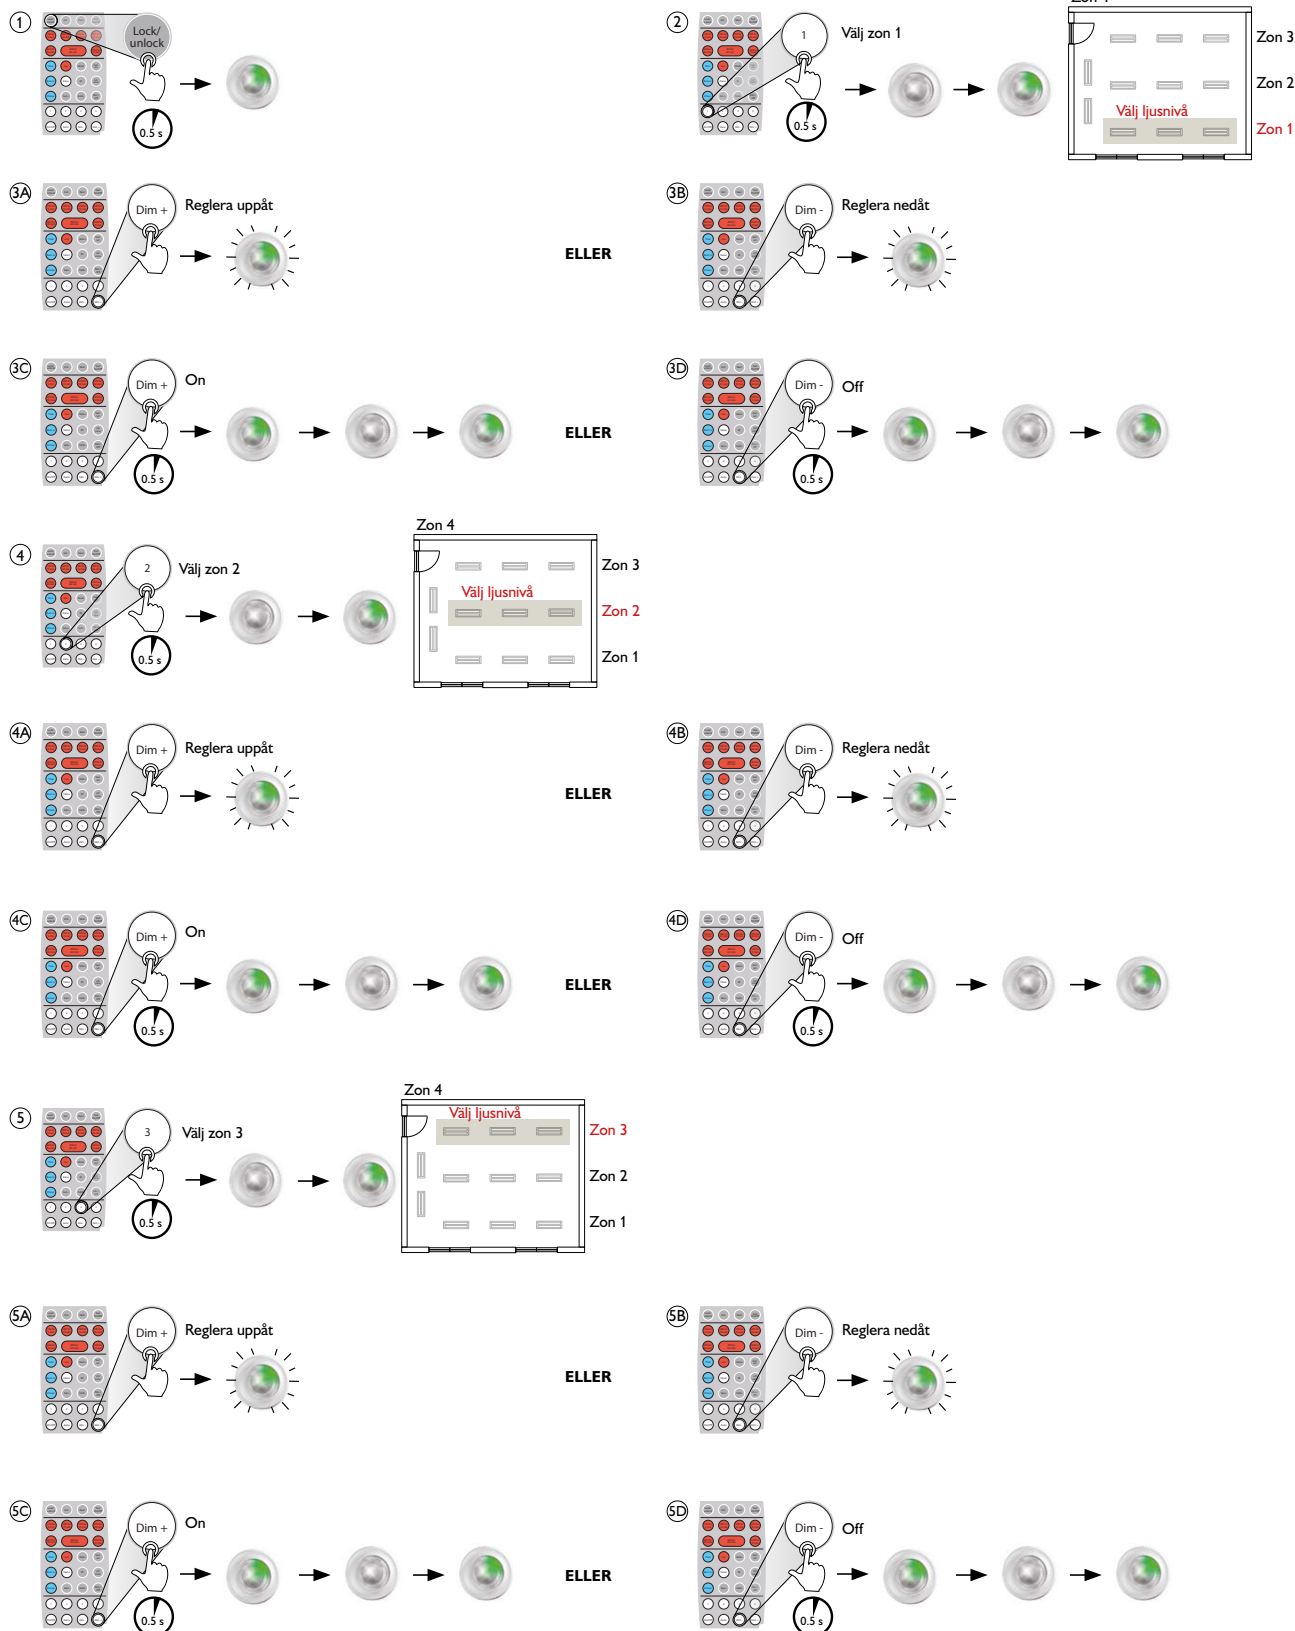 1
Lock/
unlock
0.5 s
2
1
Välj zon 1
0.5 s
Zon 3
Zon 2
Välj ljusnivå
Zon 1
3A
Dim +
Reglera uppåt
ELLER
3B
Dim -
Reglera nedåt
3C
Dim +
On
0.5 s
ELLER
3D
Dim -
Off
0.5 s
4
2
Välj zon 2
0.5 s
Zon 4
Zon 3
Välj ljusnivå
Zon 2
Zon 1
4A
Dim +
Reglera uppåt
ELLER
4B
Dim -
Reglera nedåt
4C
Dim +
On
0.5 s
ELLER
4D
Dim -
Off
0.5 s
5
3
Välj zon 3
0.5 s
Zon 4
Välj ljusnivå
Zon 3
Zon 2
Zon 1
5A
Dim +
Reglera uppåt
ELLER
5B
Dim -
Reglera nedåt
5C
Dim +
On
0.5 s
ELLER
5D
Dim -
Off
0.5 s